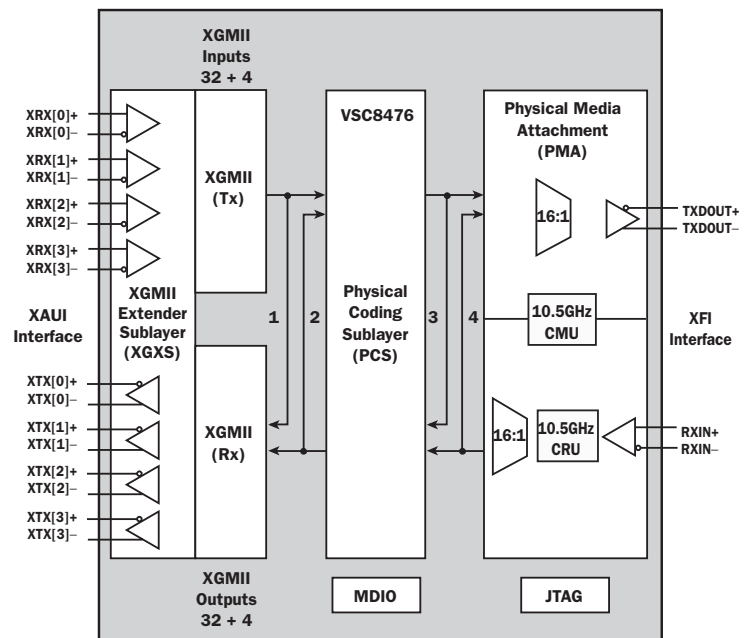 XGMII
Inputs
32 + 4
XRX[0]+
XRX[0]–
XRX[1]+
XRX[1]–
XRX[2]+
XRX[2]–
XRX[3]+
XRX[3]–
XGMII
(Tx)
VSC8476
Physical Media
Attachment
(PMA)
16:1
TXDOUT+
TXDOUT–
XAUI
Interface
XGMII
Extender
Sublayer
(XGXS)
1
2
Physical
Coding
Sublayer
(PCS)
3
4
10.5GHz
CMU
XFI
Interface
XTX[0]+
XTX[0]–
XTX[1]+
XTX[1]–
XTX[2]+
XTX[2]–
XTX[3]+
XTX[3]–
XGMII
(Rx)
16:1
10.5GHz
CRU
RXIN+
RXIN–
XGMII
Outputs
32 + 4
MDIO
JTAG